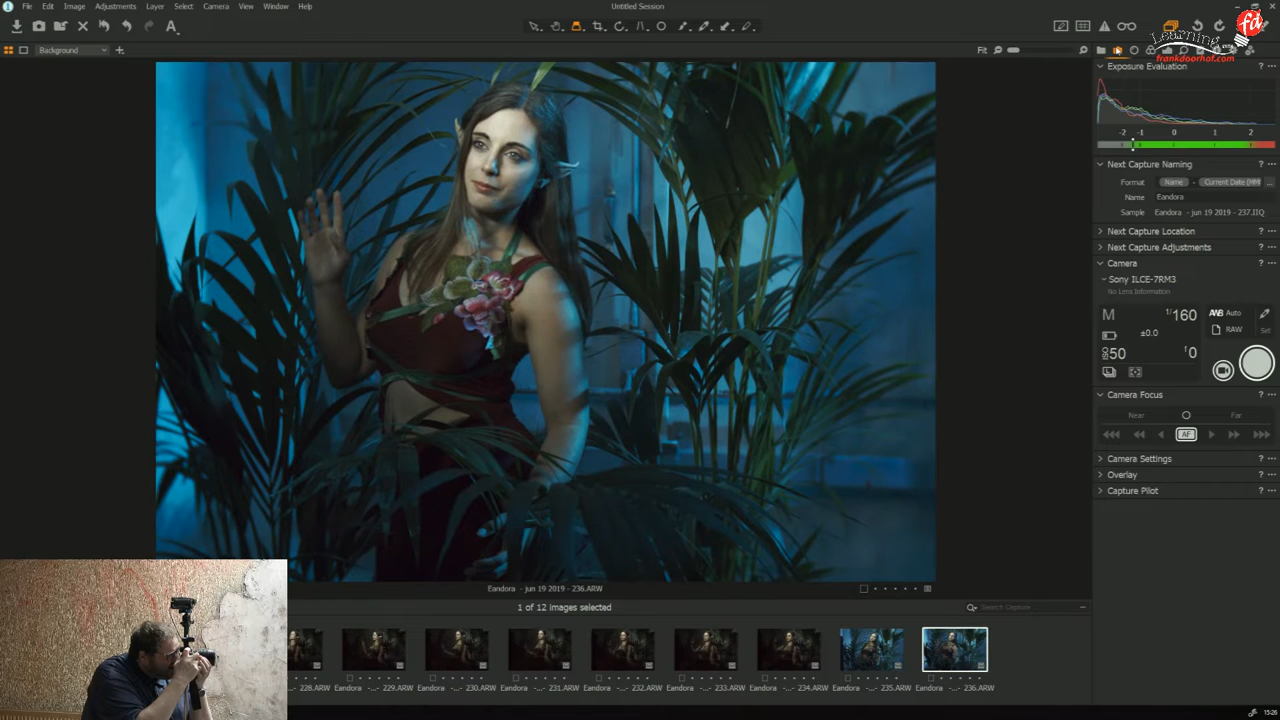 File Edit Image Adjustments Layer Select Camera View Window Help
Untitled Session
Learning
fd
frankdoorhof.com
Background
Fit
Exposure Evaluation
-2 -1 0 1 2
Next Capture Naming
Format Name - Current Date (MM
Name Eandora
Sample Eandora - jun 19 2019 - 237.IIQ
Next Capture Location
Next Capture Adjustments
Camera
Sony ILCE-7RM3
No Lens Information
M 1/160 AWB Auto
±0.0 RAW Set
ISO 50 f 0
Camera Focus
Near Far
AF
Camera Settings
Overlay
Capture Pilot
Eandora - jun 19 2019 - 236.ARW
1 of 12 images selected
Search Capture
...- 228.ARW Eandora ...- 229.ARW Eandora ...- 230.ARW Eandora ...- 231.ARW Eandora ...- 232.ARW Eandora ...- 233.ARW Eandora ...- 234.ARW Eandora ...- 235.ARW Eandora ...- 236.ARW
15:26